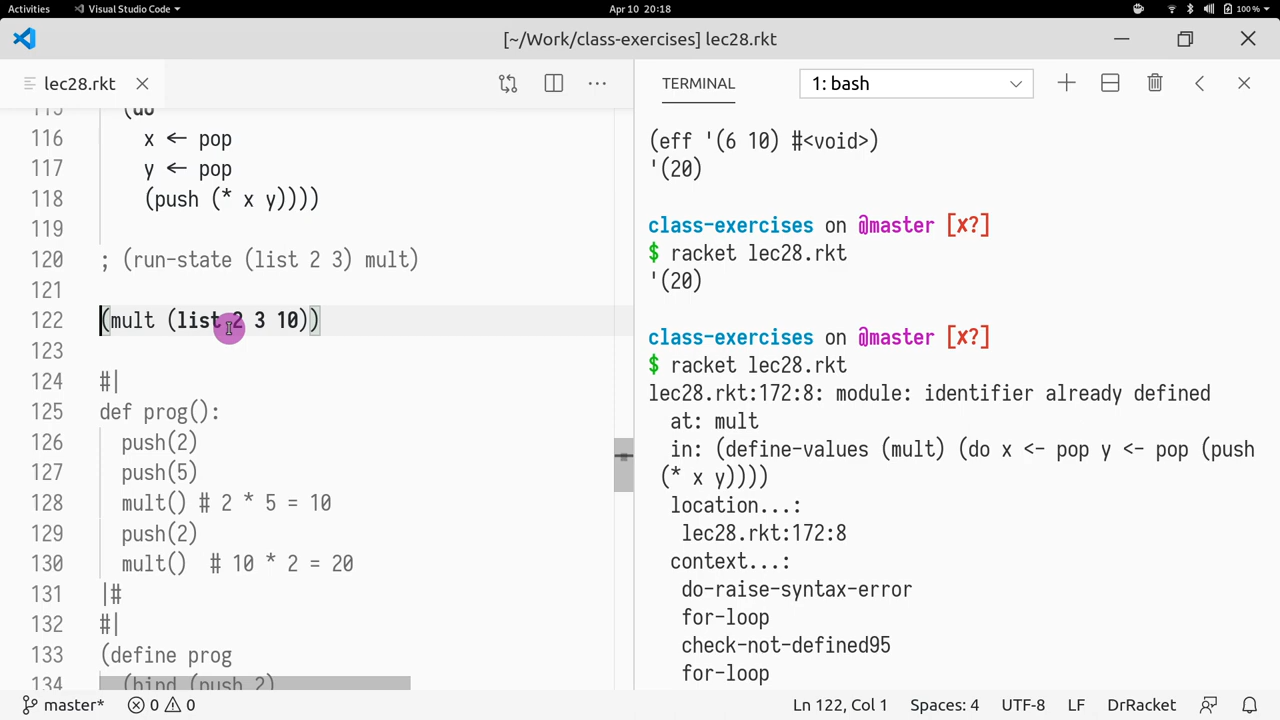 Activities
Visual Studio Code
Apr 10 20:18
100%
[~/Work/class-exercises] lec28.rkt
lec28.rkt
115 (do
116 x ← pop
117 y ← pop
118 (push (* x y))))
119
120 ; (run-state (list 2 3) mult)
121
122 (mult (list 2 3 10))
123
124 #|
125 def prog():
126 push(2)
127 push(5)
128 mult() # 2 * 5 = 10
129 push(2)
130 mult() # 10 * 2 = 20
131 |#
132 #|
133 (define prog
134 (bind (push 2)
TERMINAL
1: bash
(eff '(6 10) #<void>)
'(20)
class-exercises on @master [x?]
$ racket lec28.rkt
'(20)
class-exercises on @master [x?]
$ racket lec28.rkt
lec28.rkt:172:8: module: identifier already defined
at: mult
in: (define-values (mult) (do x <- pop y <- pop (push
(* x y))))
location...:
lec28.rkt:172:8
context...:
do-raise-syntax-error
for-loop
check-not-defined95
for-loop
master*
0
0
Ln 122, Col 1
Spaces: 4
UTF-8
LF
DrRacket